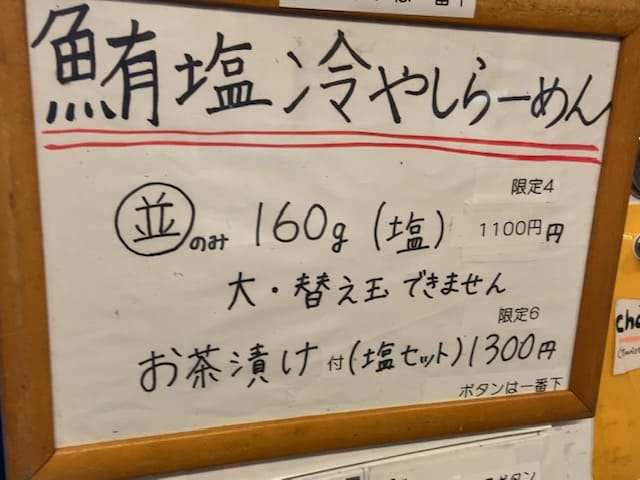 鮪塩冷やしらーめん
限定4
並のみ 160g (塩) 1100円円
大・替え玉できません
限定6
お茶漬け付(塩セット)1300円
ボタンは一番下